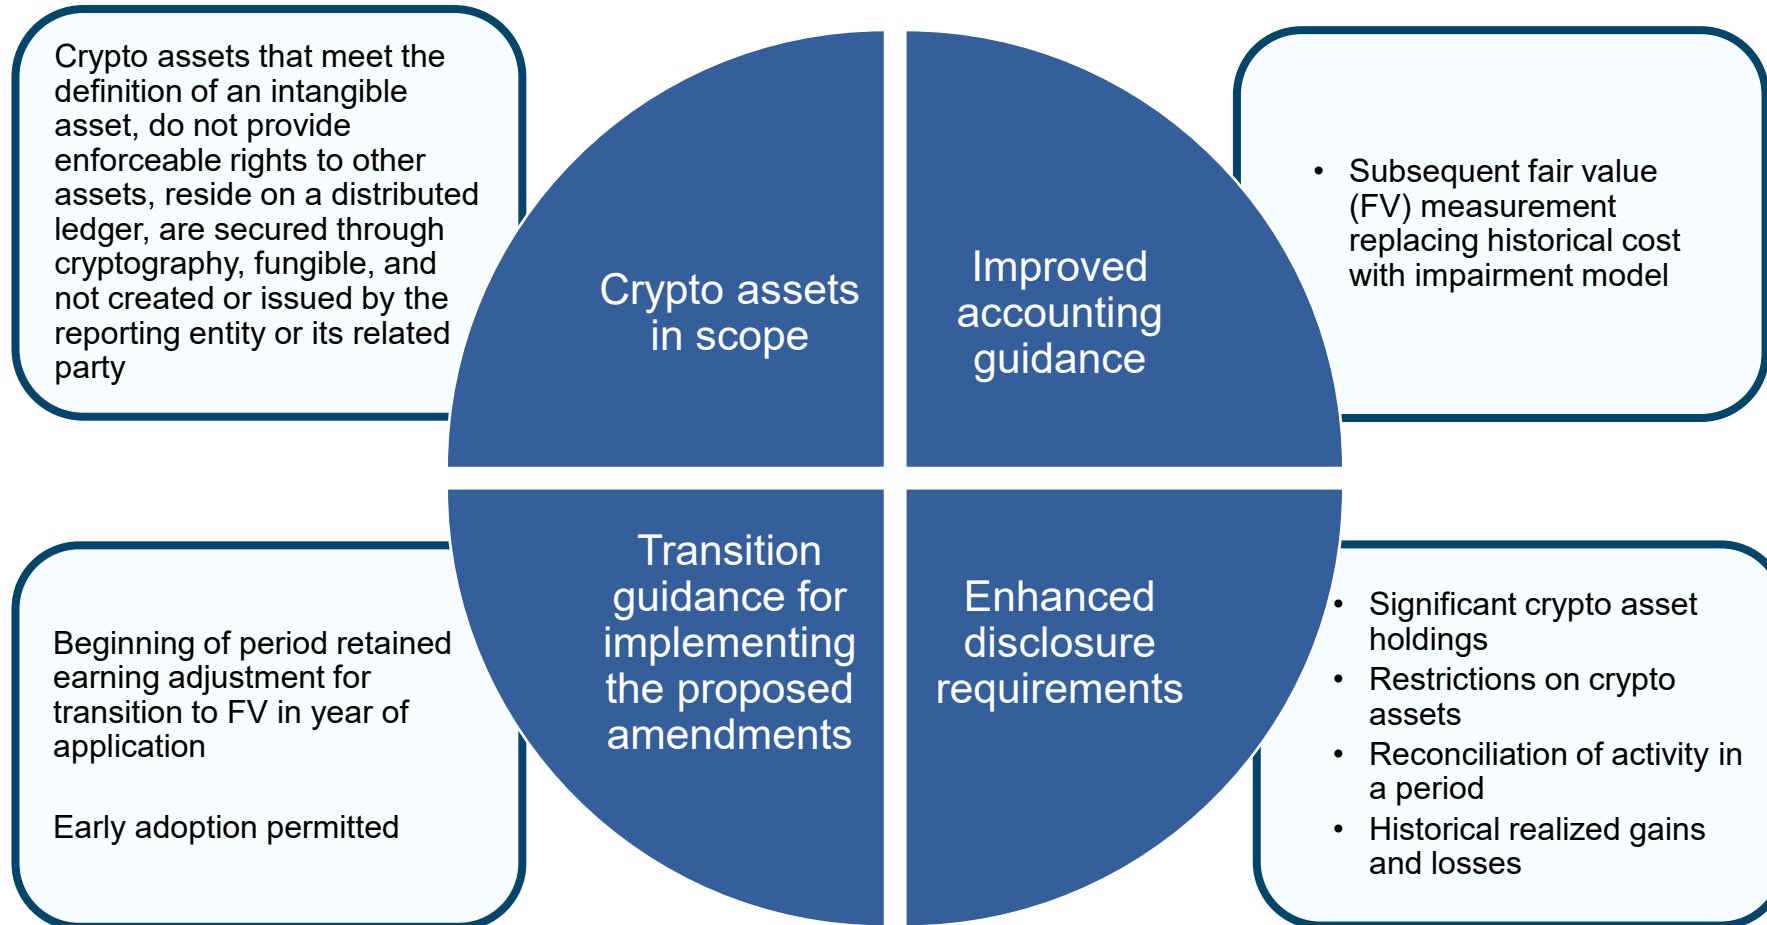 Crypto assets that meet the
definition of an intangible
asset, do not provide
enforceable rights to other
assets, reside on a distributed
ledger, are secured through
cryptography, fungible, and
not created or issued by the
reporting entity or its related
party
Crypto assets
in scope
Improved
accounting
guidance
• Subsequent fair value
(FV) measurement
replacing historical cost
with impairment model
Beginning of period retained
earning adjustment for
transition to FV in year of
application
Early adoption permitted
Transition
guidance for
implementing
the proposed
amendments
Enhanced
disclosure
requirements
• Significant crypto asset
holdings
• Restrictions on crypto
assets
• Reconciliation of activity in
a period
• Historical realized gains
and losses